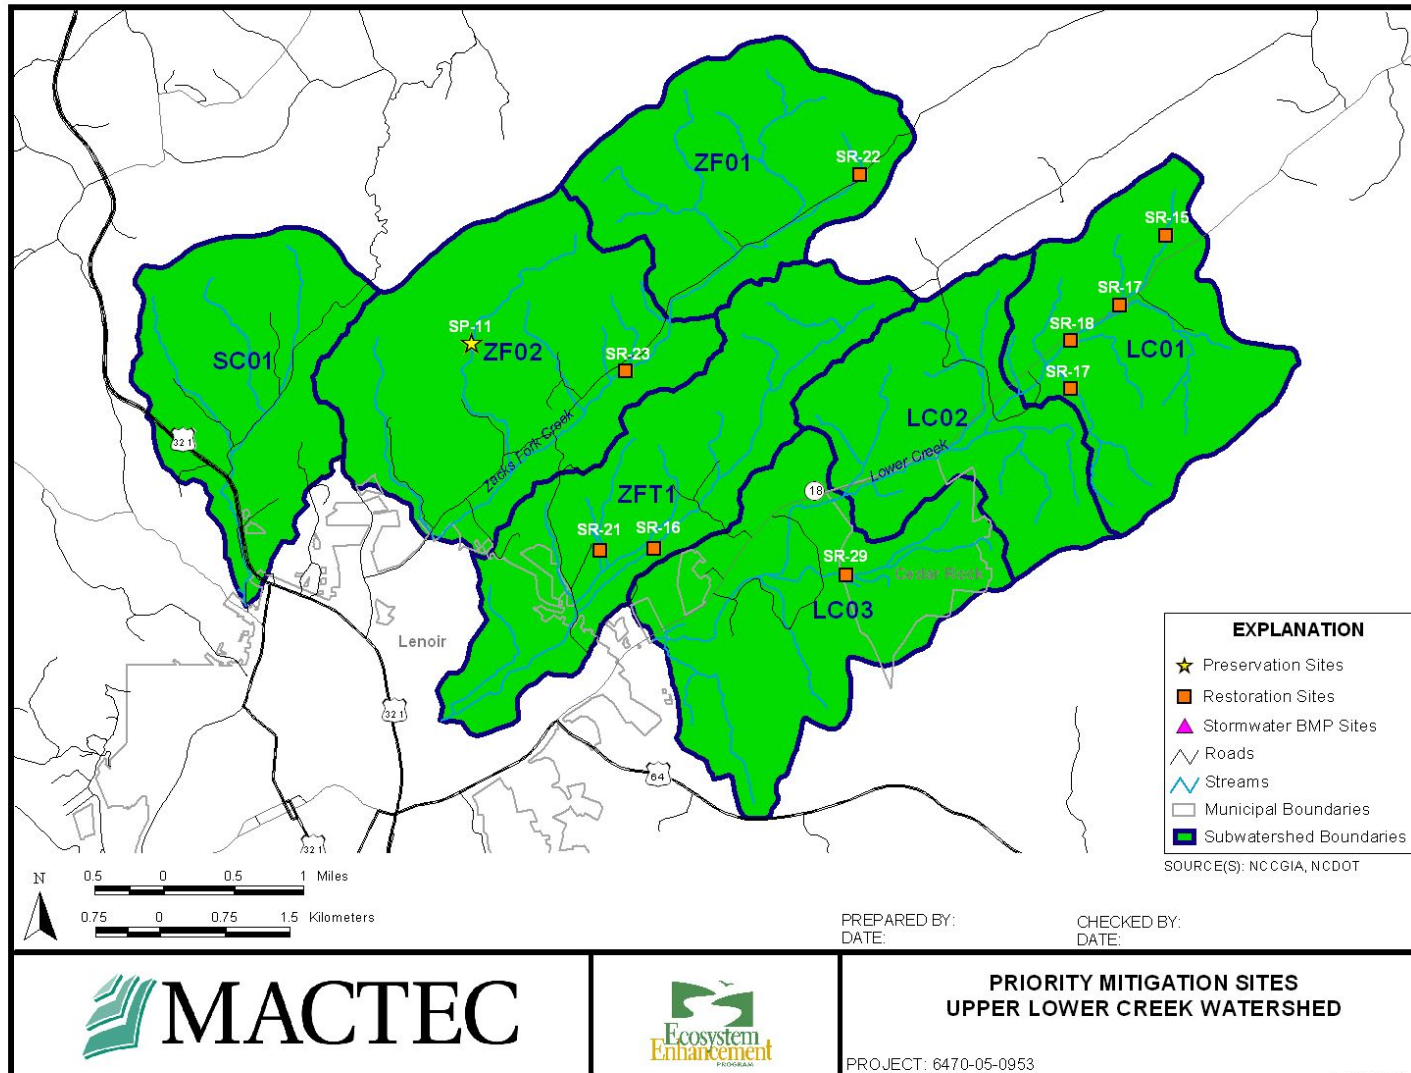 ZF01
SR-22
SR-15
SR-17
SP-11
ZF02
SR-18
LC01
SC01
SR-23
SR-17
LC02
321
Zacks Fork Creek
Lower Creek
ZFT1
18
SR-21
SR-16
SR-29
Cedar Rock
LC03
Lenoir
321
64
321
EXPLANATION
Preservation Sites
Restoration Sites
Stormwater BMP Sites
Roads
Streams
Municipal Boundaries
Subwatershed Boundaries
SOURCE(S): NCCGIA, NCDOT
N
0.5 0 0.5 1 Miles
0.75 0 0.75 1.5 Kilometers
PREPARED BY:
DATE:
CHECKED BY:
DATE:
MACTEC
Ecosystem
Enhancement
PROGRAM
PRIORITY MITIGATION SITES
UPPER LOWER CREEK WATERSHED
PROJECT: 6470-05-0953